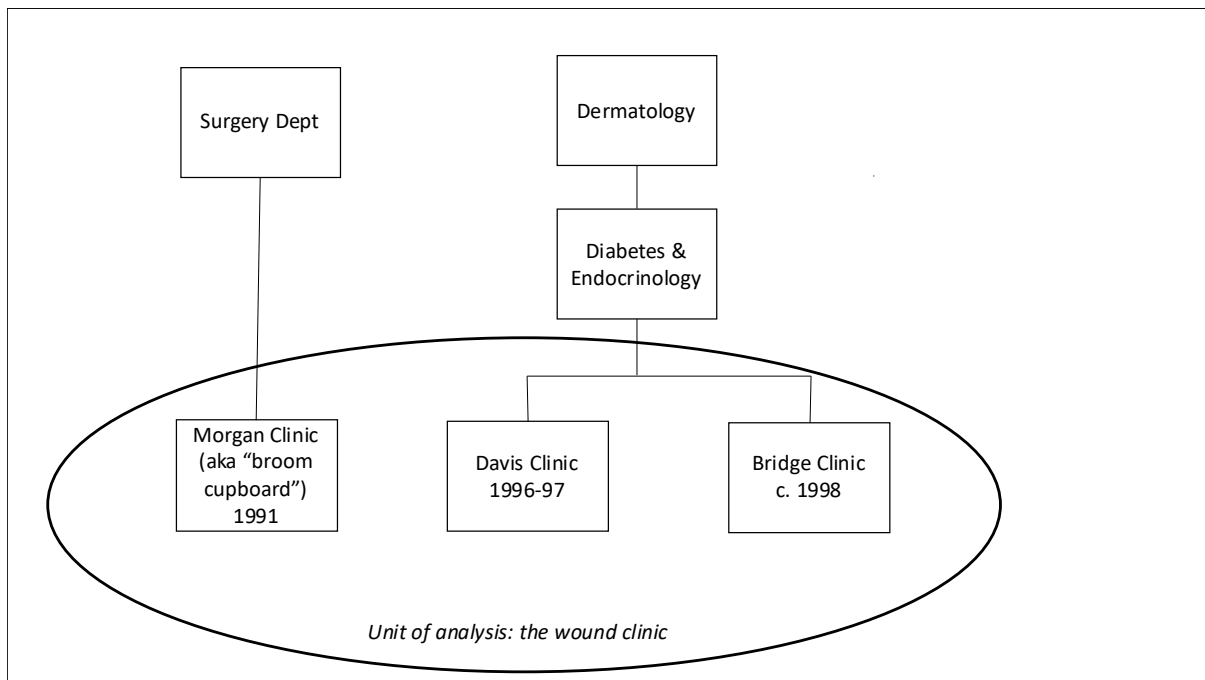 Surgery Dept
Dermatology
Diabetes &
Endocrinology
Morgan Clinic
(aka “broom
cupboard”)
1991
Davis Clinic
1996-97
Bridge Clinic
c. 1998
Unit of analysis: the wound clinic